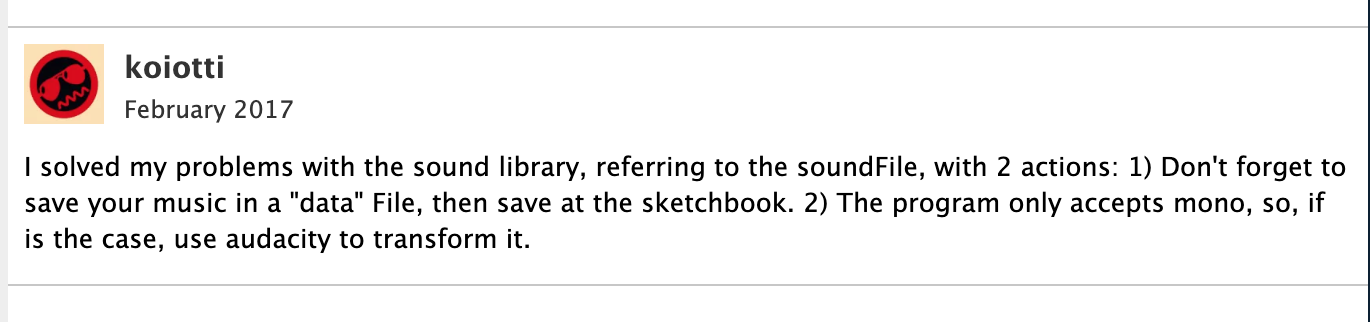 koiotti
February 2017
I solved my problems with the sound library, referring to the soundFile, with 2 actions: 1) Don't forget to
save your music in a "data" File, then save at the sketchbook. 2) The program only accepts mono, so, if
is the case, use audacity to transform it.